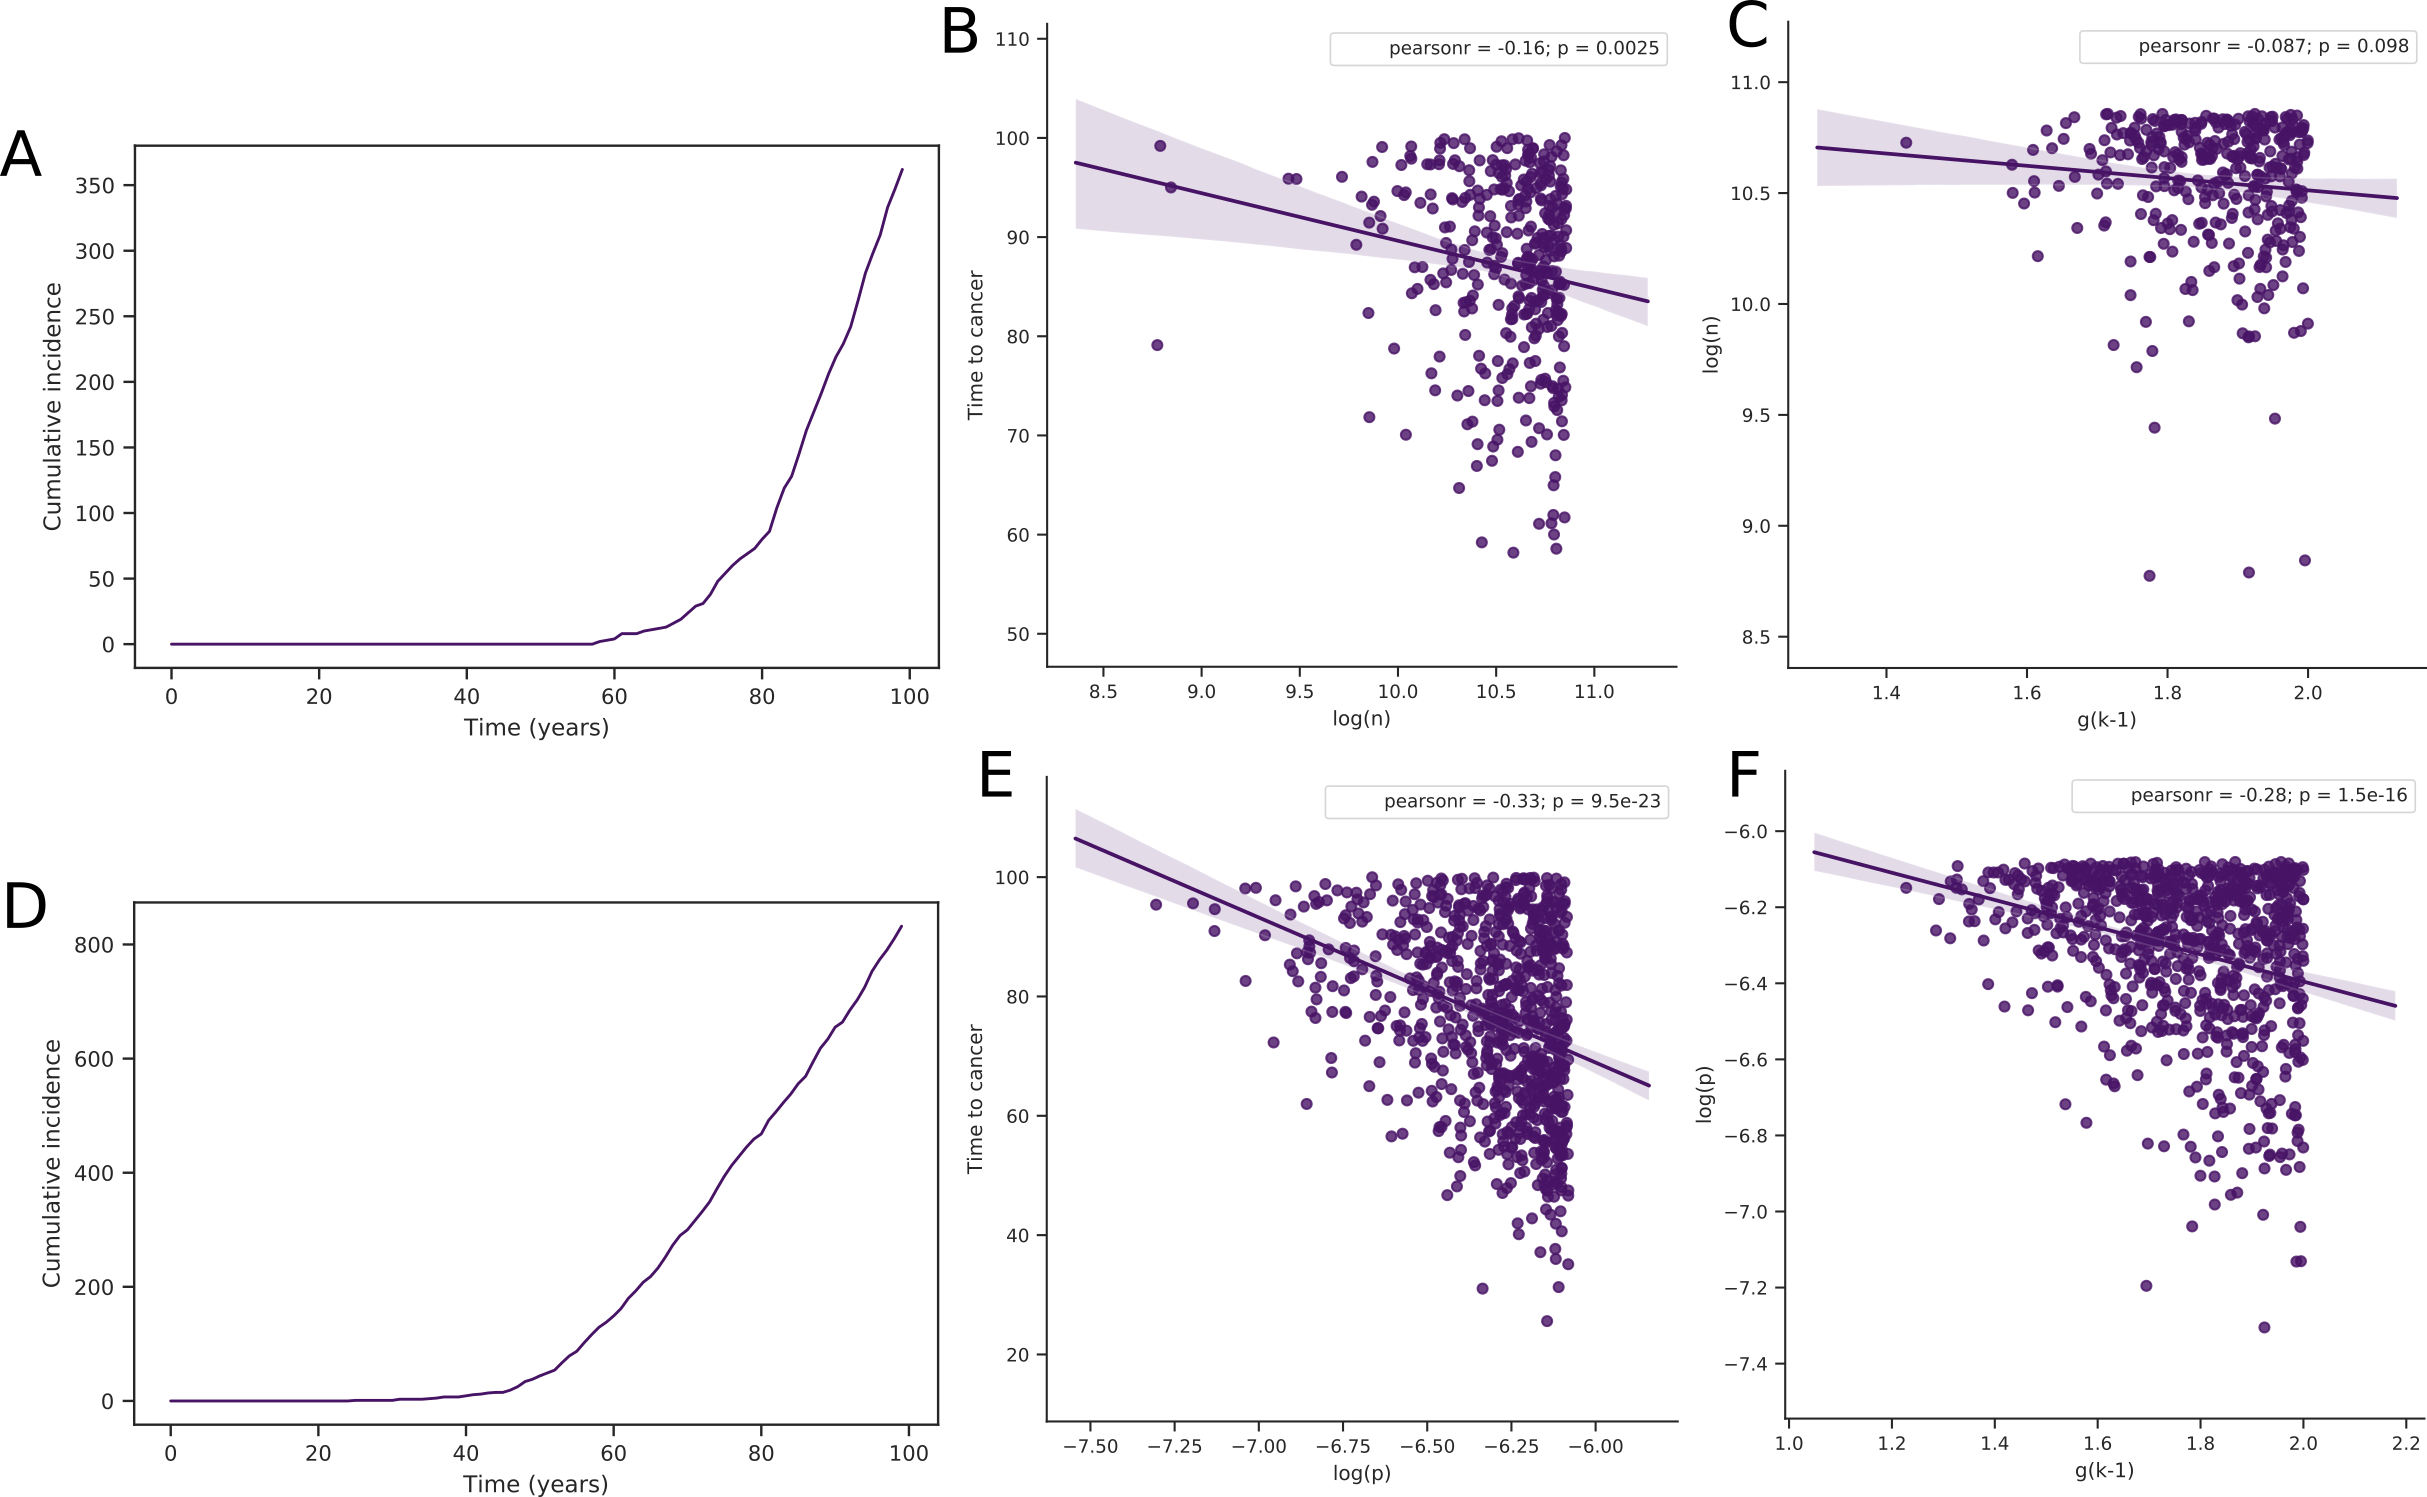 A
350
300
250
200
150
100
50
0
Cumulative incidence
0 20 40 60 80 100
Time (years)
B
pearsonr = -0.16; p = 0.0025
110
100
90
80
70
60
50
Time to cancer
8.5 9.0 9.5 10.0 10.5 11.0
log(n)
C
pearsonr = -0.087; p = 0.098
11.0
10.5
10.0
9.5
9.0
8.5
log(n)
1.4 1.6 1.8 2.0
g(k-1)
D
800
600
400
200
0
Cumulative incidence
0 20 40 60 80 100
Time (years)
E
pearsonr = -0.33; p = 9.5e-23
100
80
60
40
20
Time to cancer
−7.50 −7.25 −7.00 −6.75 −6.50 −6.25 −6.00
log(p)
F
pearsonr = -0.28; p = 1.5e-16
−6.0
−6.2
−6.4
−6.6
−6.8
−7.0
−7.2
−7.4
log(p)
1.0 1.2 1.4 1.6 1.8 2.0 2.2
g(k-1)